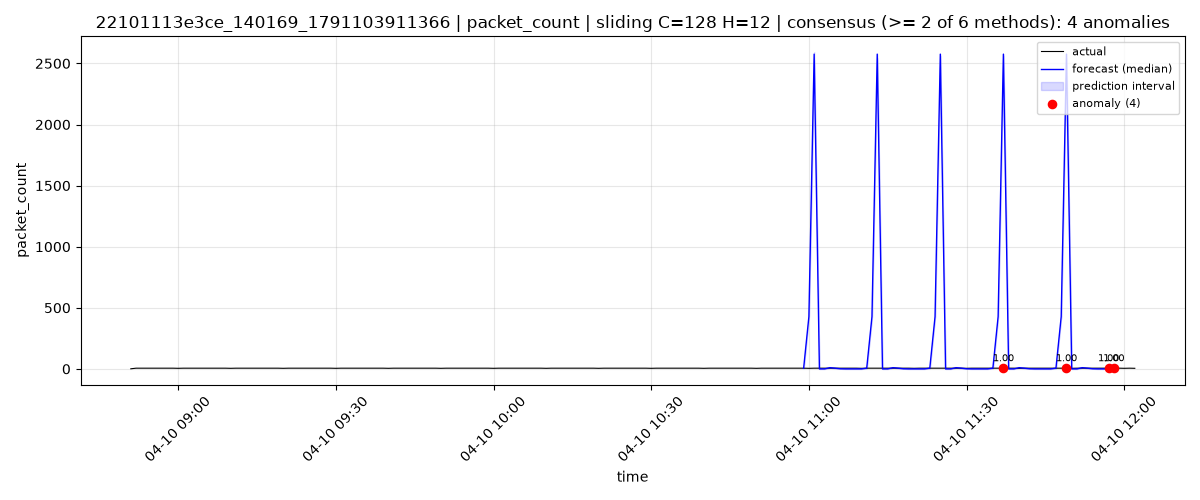 22101113e3ce_140169_1791103911366 | packet_count | sliding C=128 H=12 | consensus (>= 2 of 6 methods): 4 anomalies
actual
forecast (median)
prediction interval
anomaly (4)
packet_count
2500
2000
1500
1000
500
0
1.00
1.00
04-10 09:00
04-10 09:30
04-10 10:00
04-10 10:30
04-10 11:00
04-10 11:30
04-10 12:00
time